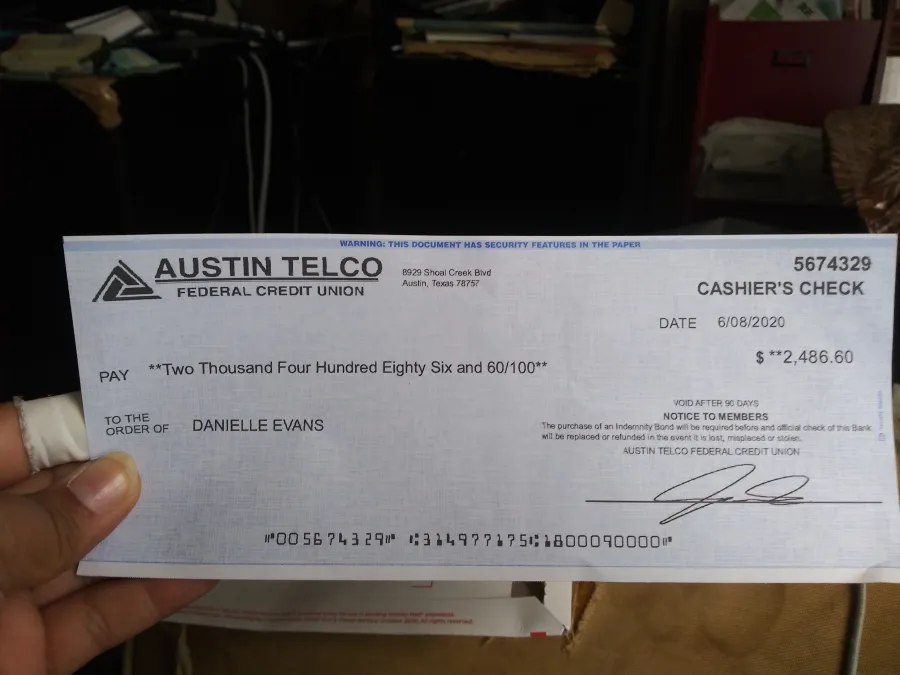 WARNING: THIS DOCUMENT HAS SECURITY FEATURES IN THE PAPER
AUSTIN TELCO
FEDERAL CREDIT UNION
8929 Shoal Creek Blvd
Austin, Texas 78757
5674329
CASHIER'S CHECK
DATE 6/08/2020
$ **2,486.60
PAY **Two Thousand Four Hundred Eighty Six and 60/100**
TO THE
ORDER OF DANIELLE EVANS
VOID AFTER 90 DAYS
NOTICE TO MEMBERS
The purchase of an Indemnity Bond will be required before and official check of this Bank
will be replaced or refunded in the event it is lost, misplaced or stolen.
AUSTIN TELCO FEDERAL CREDIT UNION
⑈005674329⑈ ⑆314977175⑆1800090000⑈